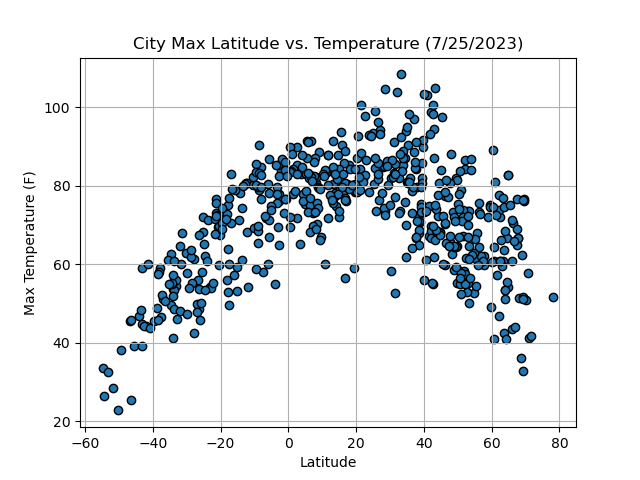 City Max Latitude vs. Temperature (7/25/2023)
Max Temperature (F)
100
80
60
40
20
−60 −40 −20 0 20 40 60 80
Latitude